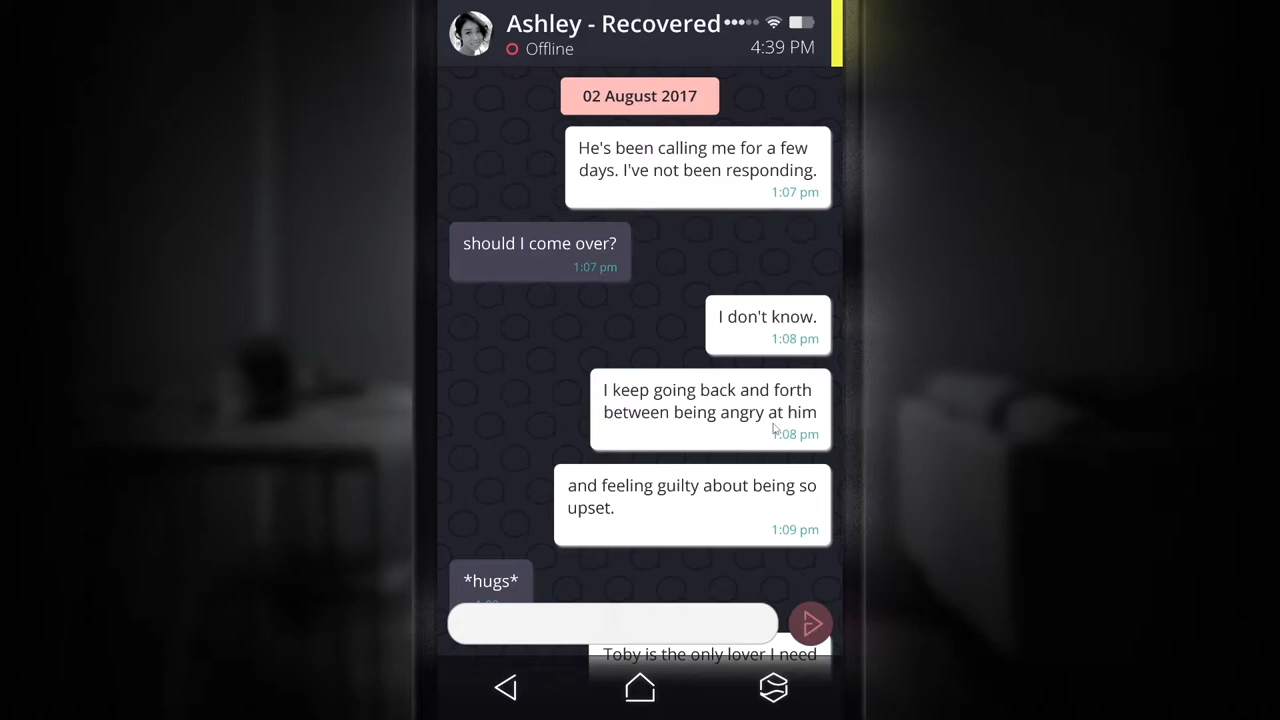 Ashley - Recovered
Offline
4:39 PM
02 August 2017
He's been calling me for a few
days. I've not been responding.
1:07 pm
should I come over?
1:07 pm
I don't know.
1:08 pm
I keep going back and forth
between being angry at him
1:08 pm
and feeling guilty about being so
upset.
1:09 pm
*hugs*
Toby is the only lover I need